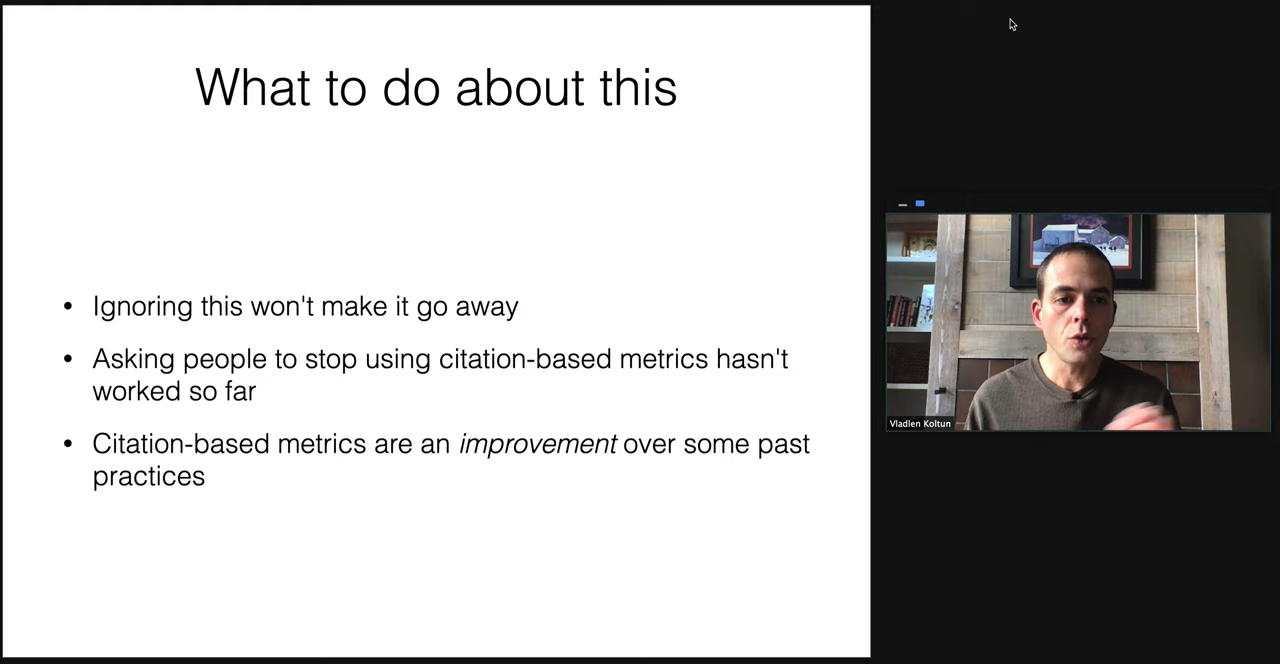 What to do about this
• Ignoring this won't make it go away
• Asking people to stop using citation-based metrics hasn't
worked so far
• Citation-based metrics are an improvement over some past
practices
Vladlen Koltun